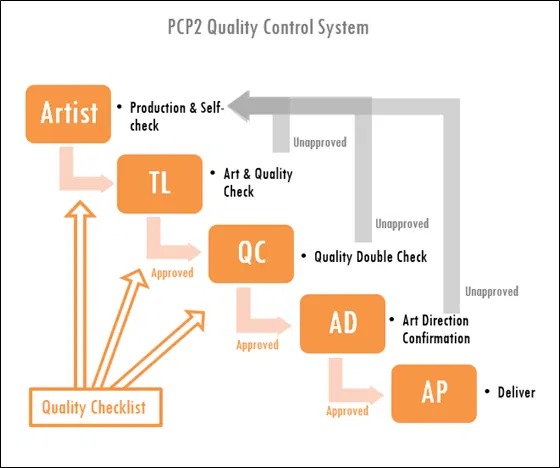 PCP2 Quality Control System
Artist
• Production & Self-
check
Unapproved
TL
• Art & Quality
Check
Unapproved
Approved
QC
• Quality Double Check
Unapproved
Approved
AD
• Art Direction
Confirmation
Quality Checklist
Approved
AP
• Deliver